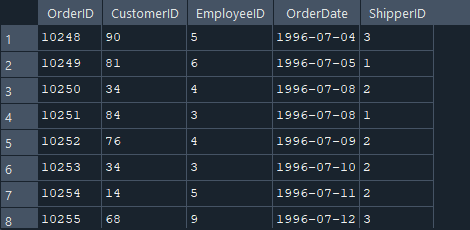 OrderID CustomerID EmployeeID OrderDate ShipperID
1 10248 90 5 1996-07-04 3
2 10249 81 6 1996-07-05 1
3 10250 34 4 1996-07-08 2
4 10251 84 3 1996-07-08 1
5 10252 76 4 1996-07-09 2
6 10253 34 3 1996-07-10 2
7 10254 14 5 1996-07-11 2
8 10255 68 9 1996-07-12 3